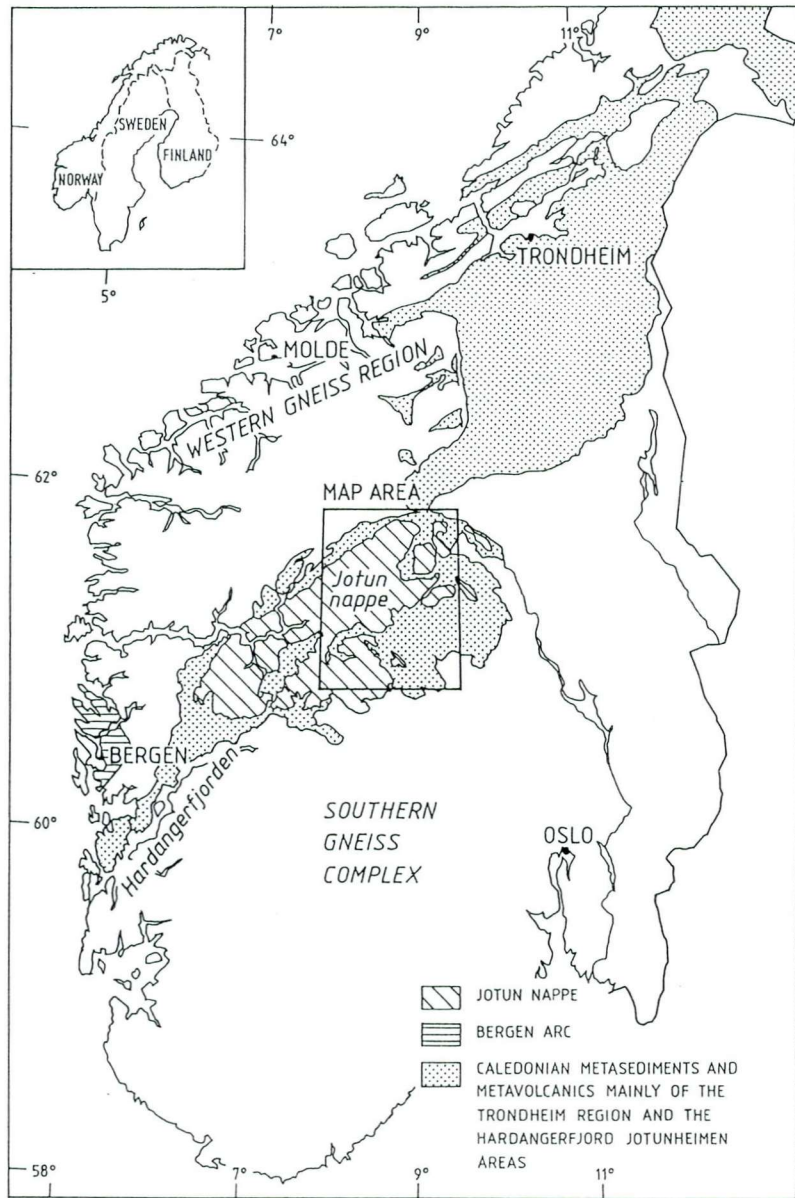 7°
9°
11°
SWEDEN
64°
FINLAND
NORWAY
5°
TRONDHEIM
MOLDE
WESTERN GNEISS REGION
62°
MAP AREA
Jotun
nappe
BERGEN
Hardangerfjorden
60°
SOUTHERN
GNEISS
COMPLEX
OSLO
JOTUN NAPPE
BERGEN ARC
CALEDONIAN METASEDIMENTS AND
METAVOLCANICS MAINLY OF THE
TRONDHEIM REGION AND THE
HARDANGERFJORD JOTUNHEIMEN
AREAS
58°
7°
9°
11°